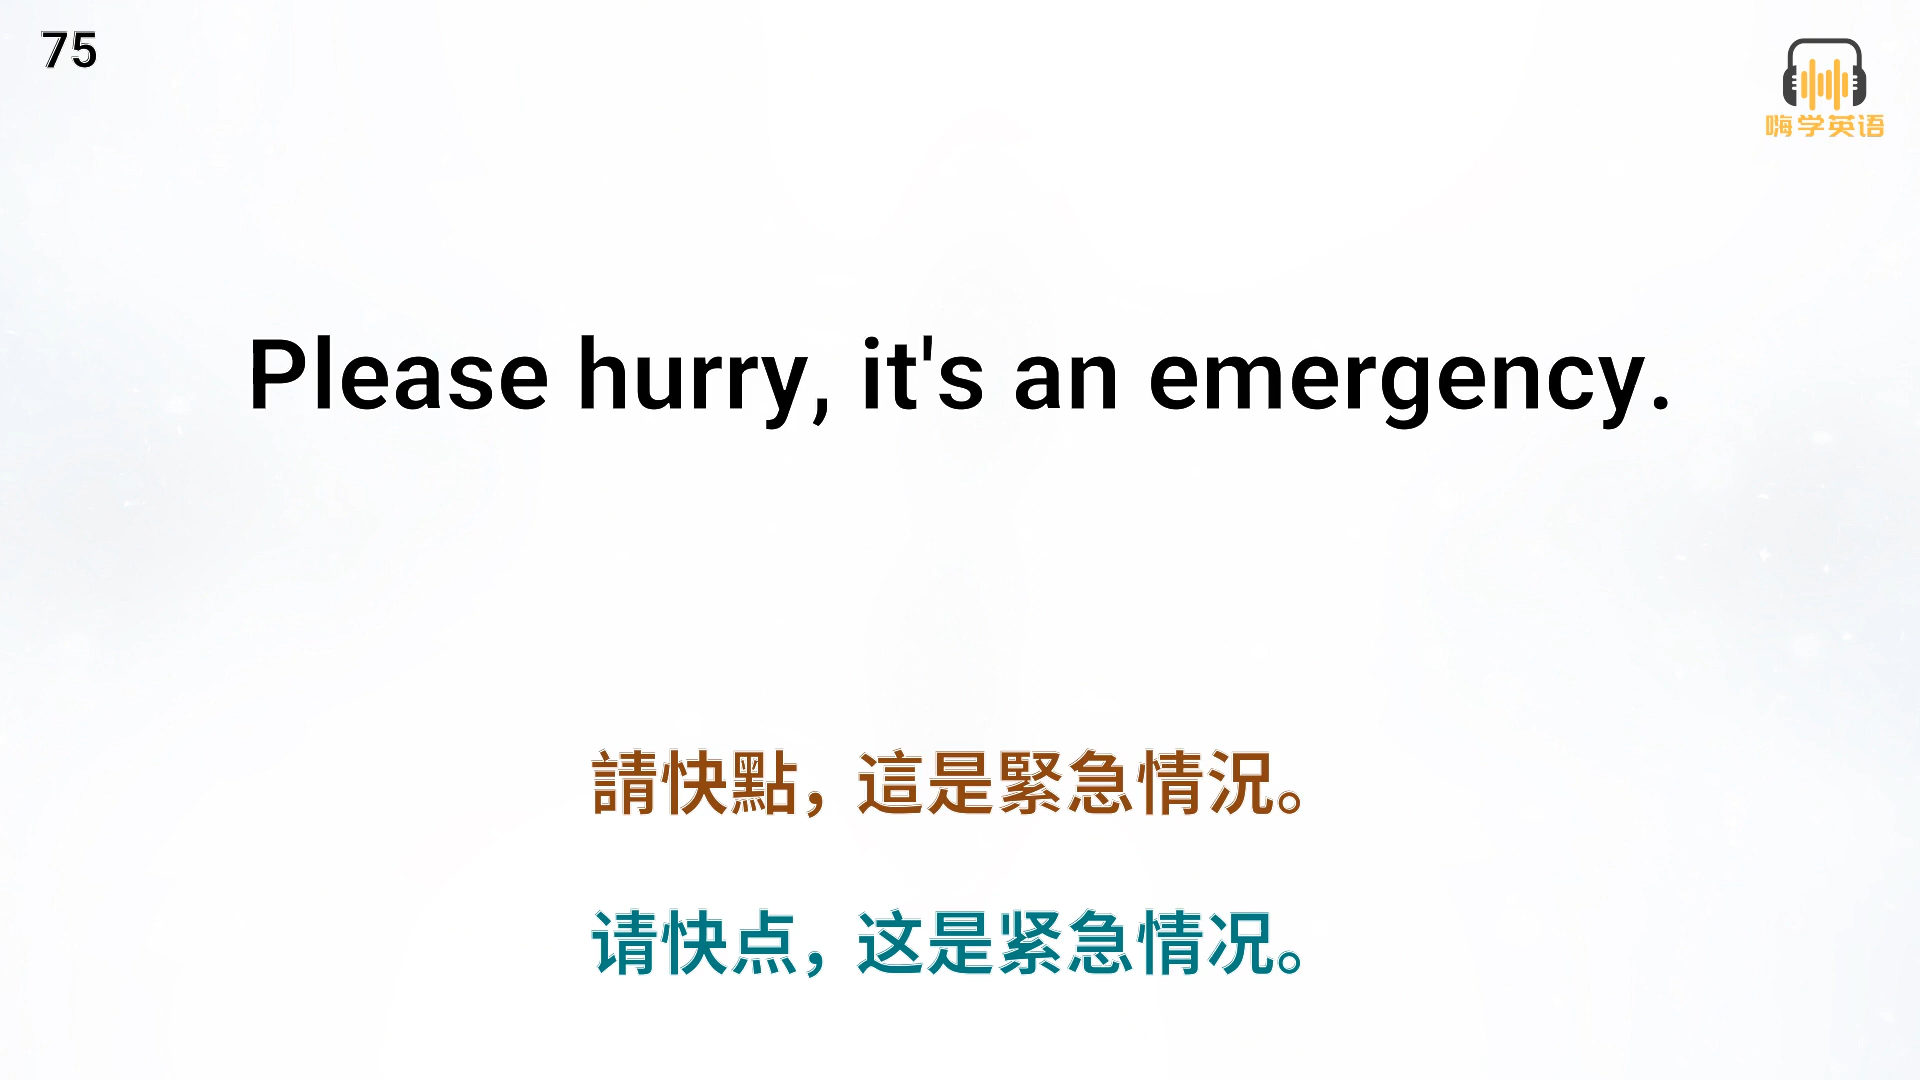 75
嗨学英语
Please hurry, it's an emergency.
請快點，這是緊急情況。
请快点，这是紧急情况。